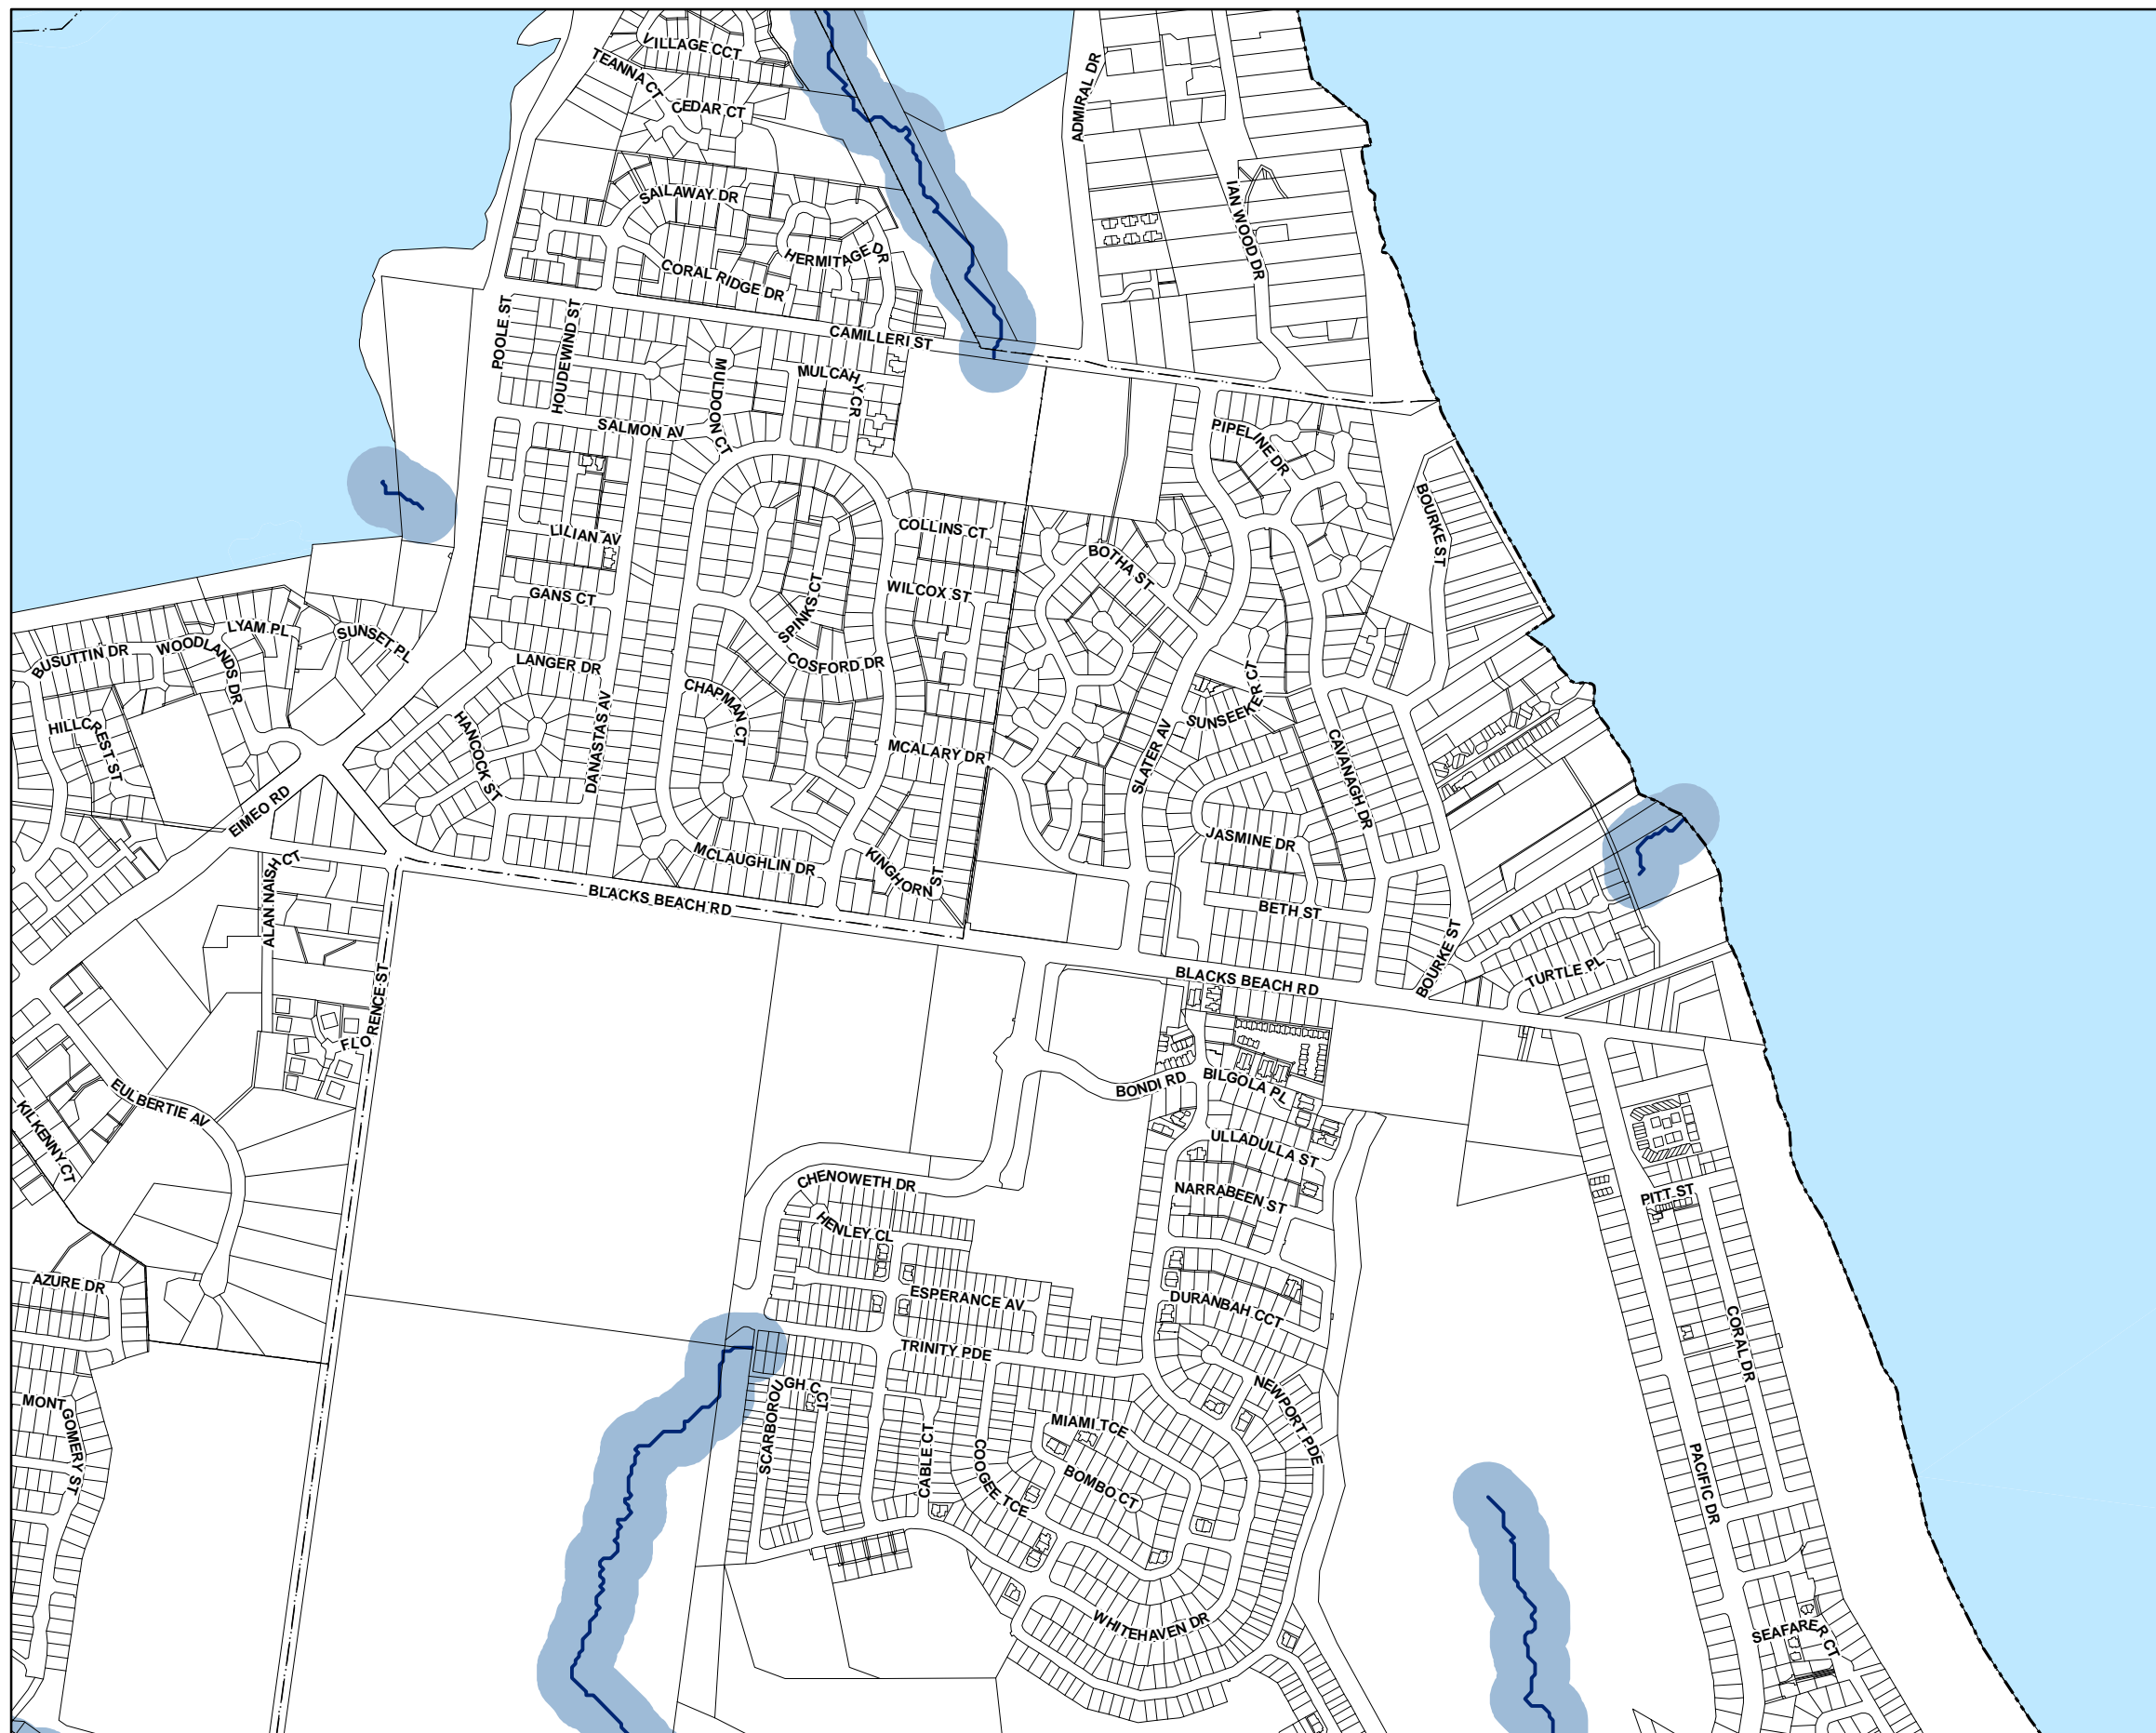 VILLAGE CCT
TEANNA CT
CEDAR CT
ADMIRAL DR
SAILAWAY DR
IAN WOOD DR
HERMITAGE DR
CORAL RIDGE DR
POOLE ST
HOUDEWIND ST
CAMILLERI ST
MULDOON CT
MULCAHY CR
SALMON AV
PIPELINE DR
BOURKE ST
COLLINS CT
LILIAN AV
BOTHA ST
GANS CT
WILCOX ST
SPINKS CT
LYAM PL
SUNSET PL
BUSUTTIN DR
WOODLANDS DR
LANGER DR
COSFORD DR
CHAPMAN CT
DANASTAS AV
SUNSEEKER CT
HILLCREST ST
HANCOCK ST
MCALARY DR
SLATER AV
CAVANAGH DR
EIMEO RD
JASMINE DR
MCLAUGHLIN DR
KINGHORN ST
ALAN NAISH CT
BLACKS BEACH RD
BETH ST
BOURKE ST
TURTLE PL
BLACKS BEACH RD
FLORENCE ST
BONDI RD
BILGOLA PL
EULBERTIE AV
KILKENNY CT
ULLADULLA ST
CHENOWETH DR
NARRABEEN ST
PITT ST
HENLEY CL
AZURE DR
ESPERANCE AV
DURANBAH CCT
CORAL DR
TRINITY PDE
SCARBOROUGH CCT
NEWPORT PDE
MONTGOMERY ST
MIAMI TCE
CABLE CT
COOGEE TCE
BOMBO CT
PACIFIC DR
WHITEHAVEN DR
SEAFARER CT